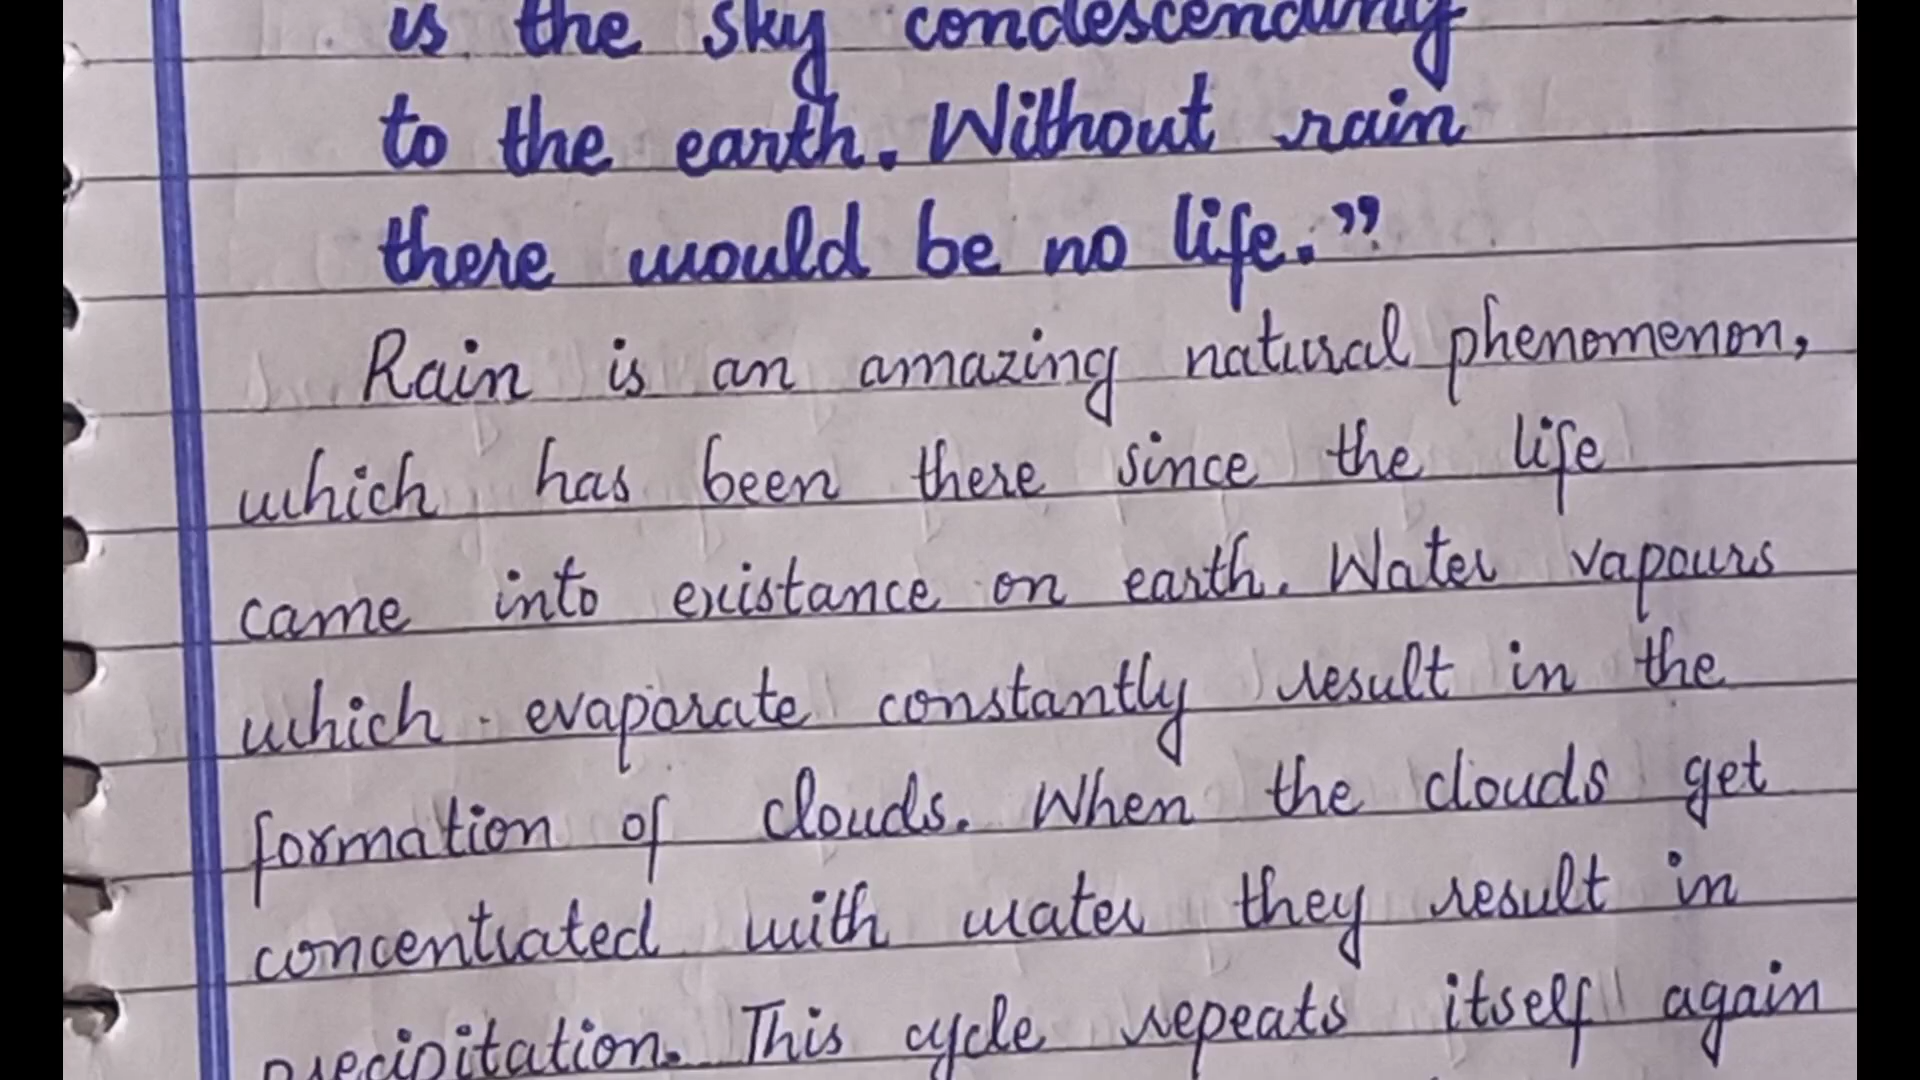 is the sky condescending
to the earth. Without rain
there would be no life.”
Rain is an amazing natural phenomenon,
which has been there since the life
came into existance on earth. Water vapours
which evaporate constantly result in the
formation of clouds. When the clouds get
concentrated with water they result in
precipitation. This cycle repeats itself again